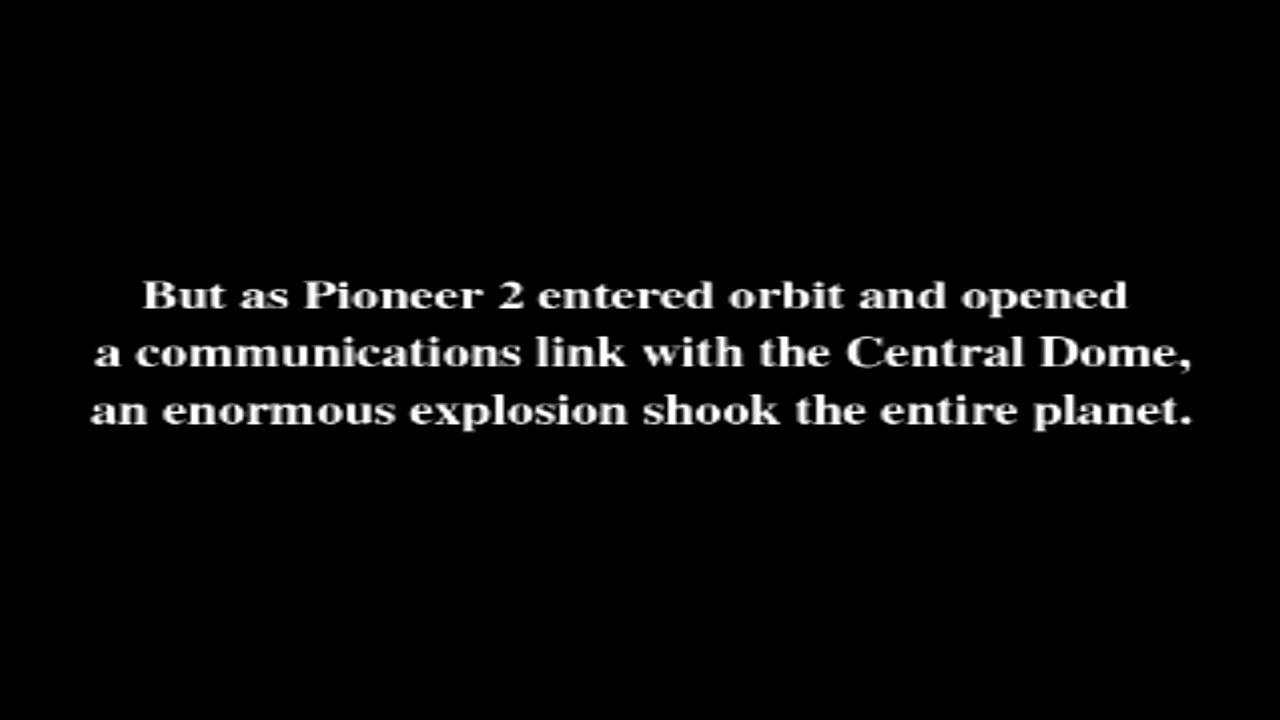 But as Pioneer 2 entered orbit and opened
a communications link with the Central Dome,
an enormous explosion shook the entire planet.